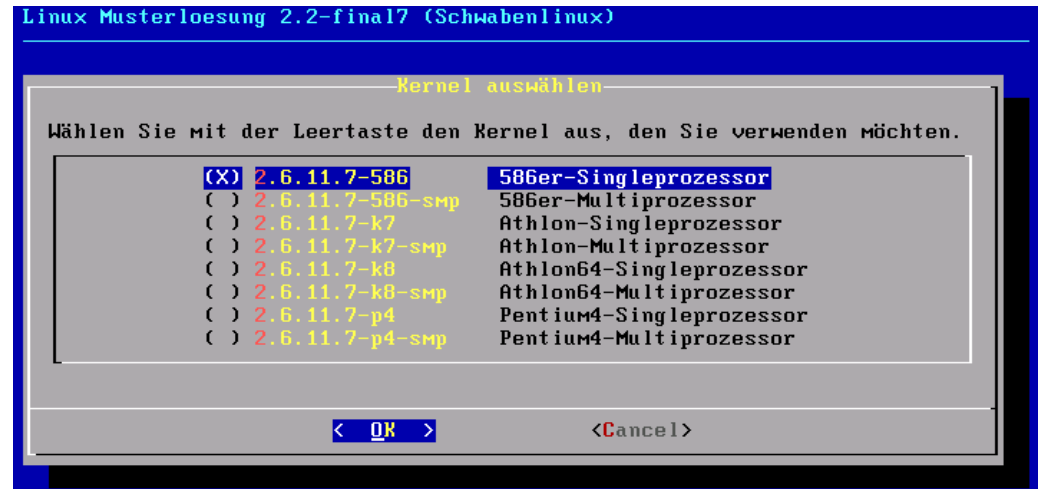 Linux Musterloesung 2.2-final7 (Schwabenlinux)
Kernel auswählen
Wählen Sie mit der Leertaste den Kernel aus, den Sie verwenden möchten.
(X) 2.6.11.7-586 586er-Singleprozessor
( ) 2.6.11.7-586-smp 586er-Multiprozessor
( ) 2.6.11.7-k7 Athlon-Singleprozessor
( ) 2.6.11.7-k7-smp Athlon-Multiprozessor
( ) 2.6.11.7-k8 Athlon64-Singleprozessor
( ) 2.6.11.7-k8-smp Athlon64-Multiprozessor
( ) 2.6.11.7-p4 Pentium4-Singleprozessor
( ) 2.6.11.7-p4-smp Pentium4-Multiprozessor
< OK > <Cancel>